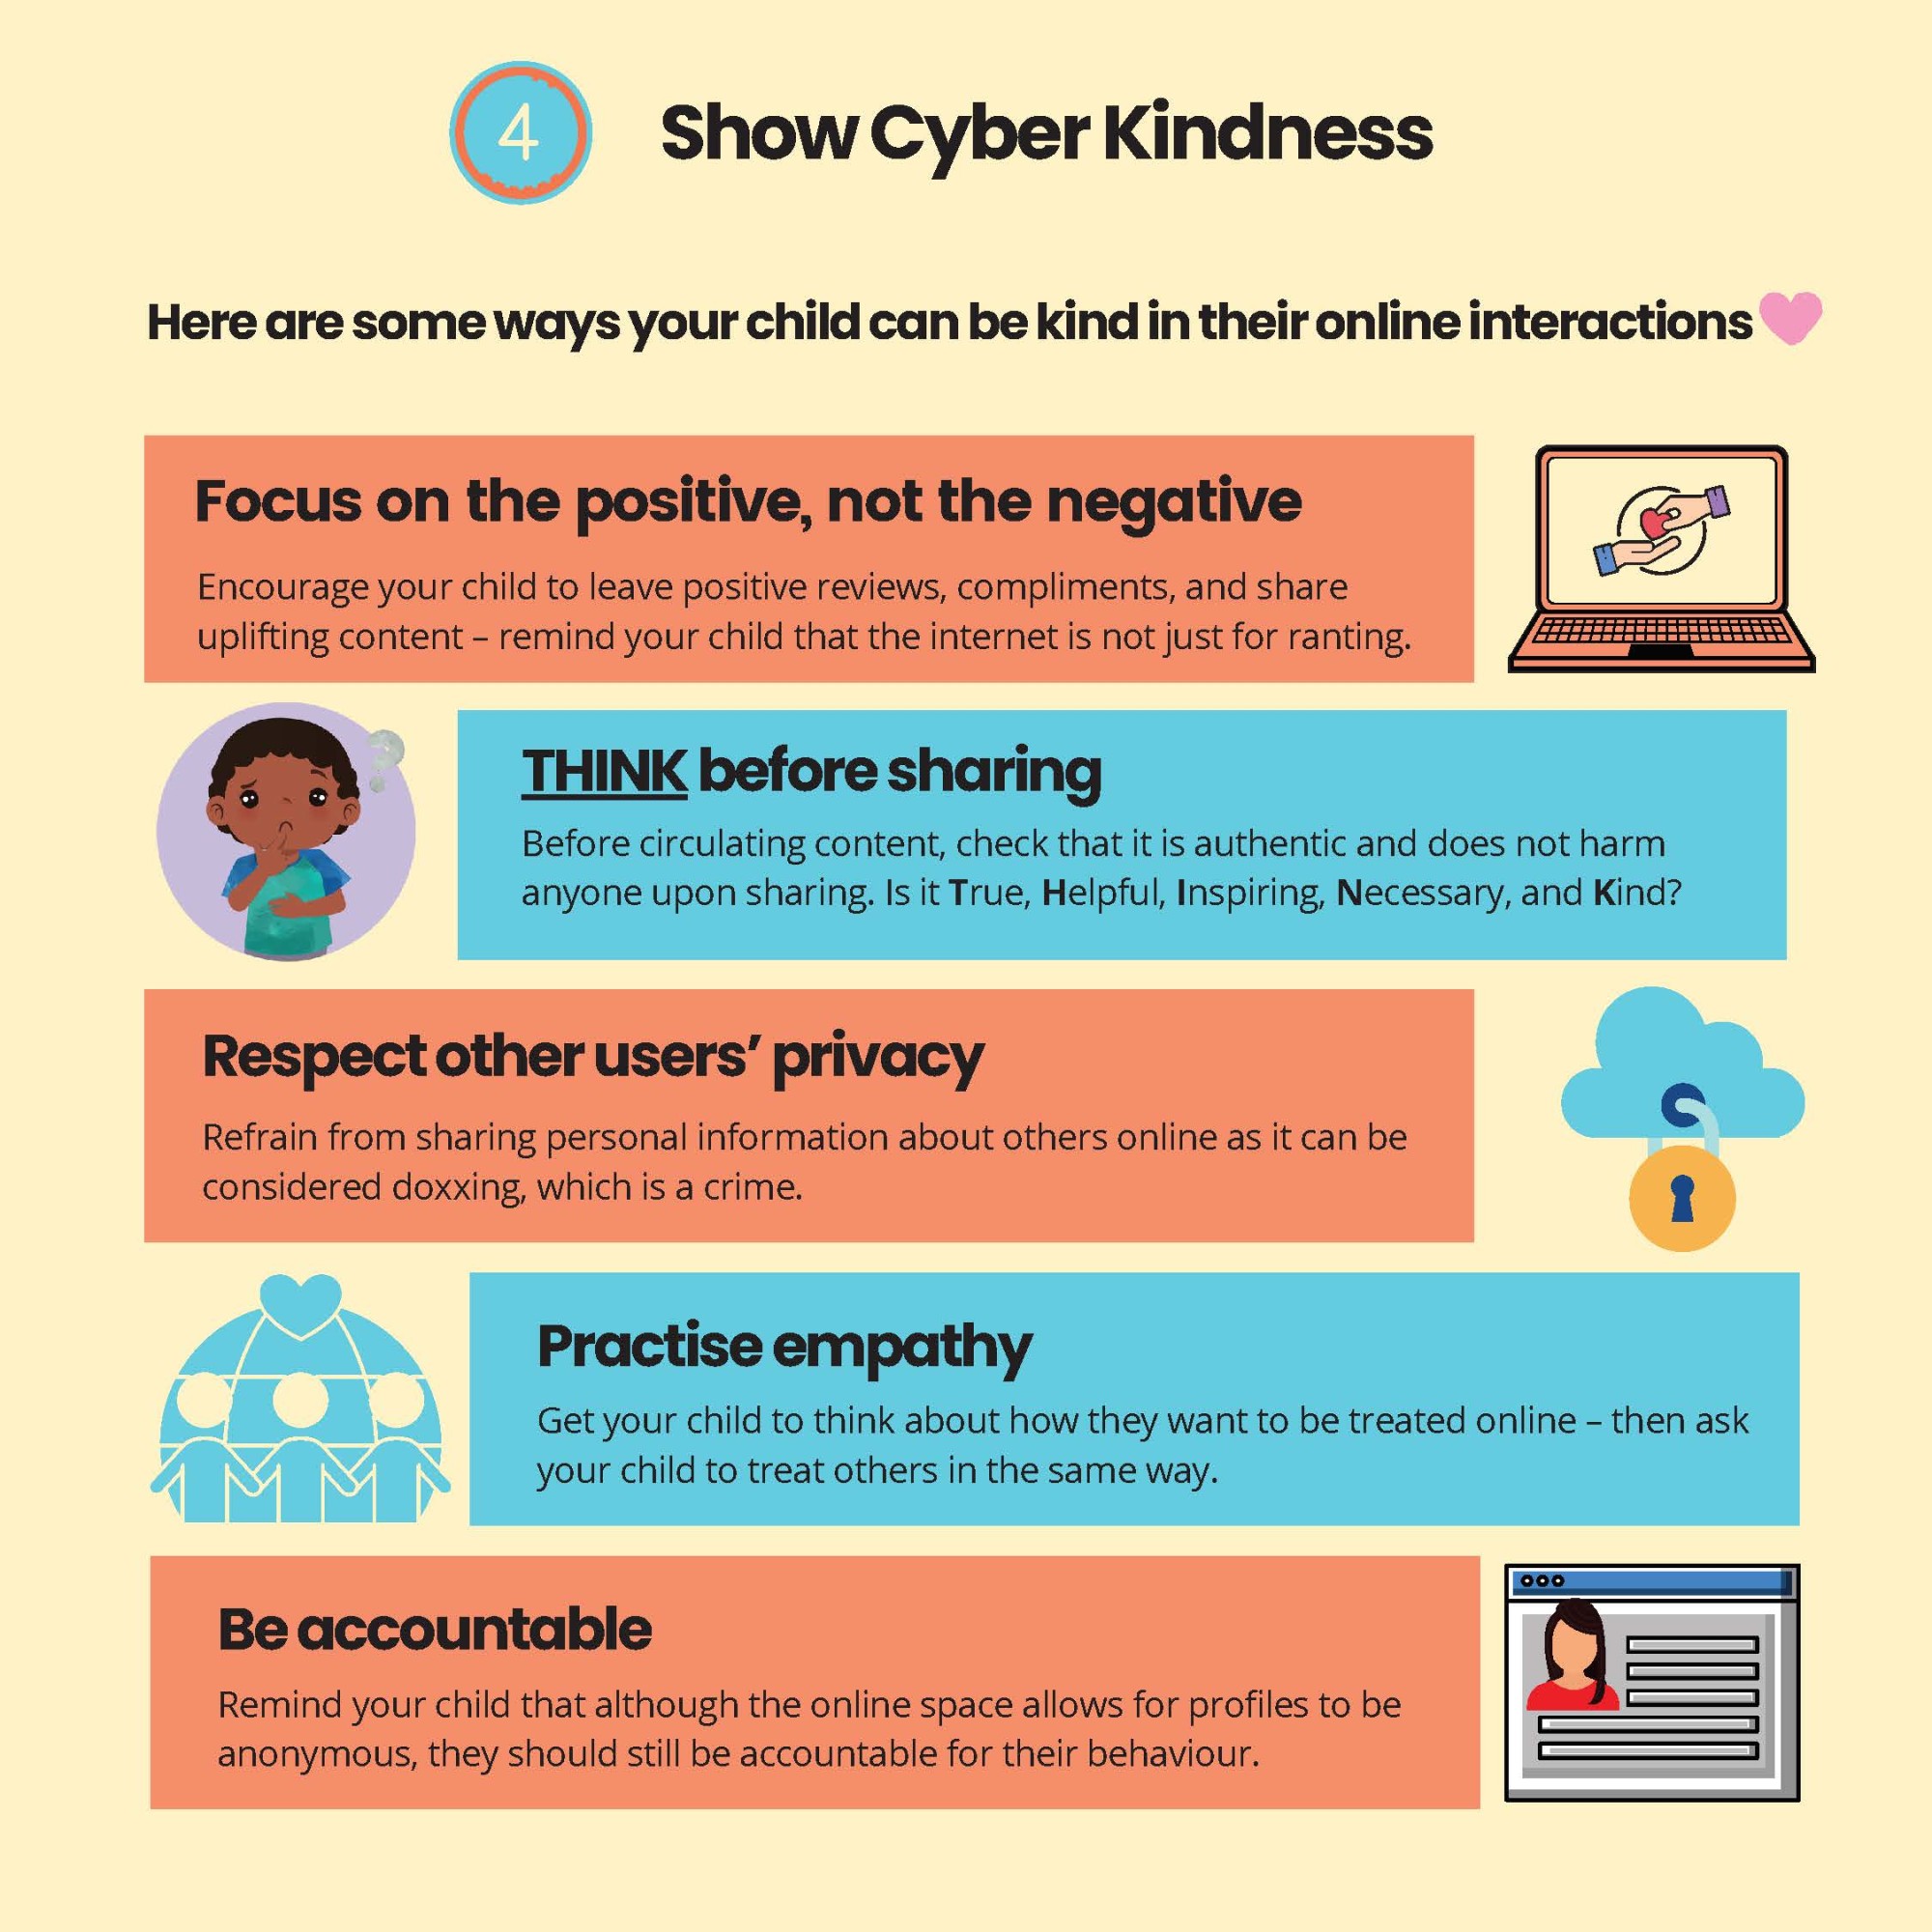 4
Show Cyber Kindness
Here are some ways your child can be kind in their online interactions
Focus on the positive, not the negative
Encourage your child to leave positive reviews, compliments, and share
uplifting content – remind your child that the internet is not just for ranting.
?
THINK before sharing
Before circulating content, check that it is authentic and does not harm
anyone upon sharing. Is it True, Helpful, Inspiring, Necessary, and Kind?
Respect other users’ privacy
Refrain from sharing personal information about others online as it can be
considered doxxing, which is a crime.
Practise empathy
Get your child to think about how they want to be treated online – then ask
your child to treat others in the same way.
Be accountable
Remind your child that although the online space allows for profiles to be
anonymous, they should still be accountable for their behaviour.